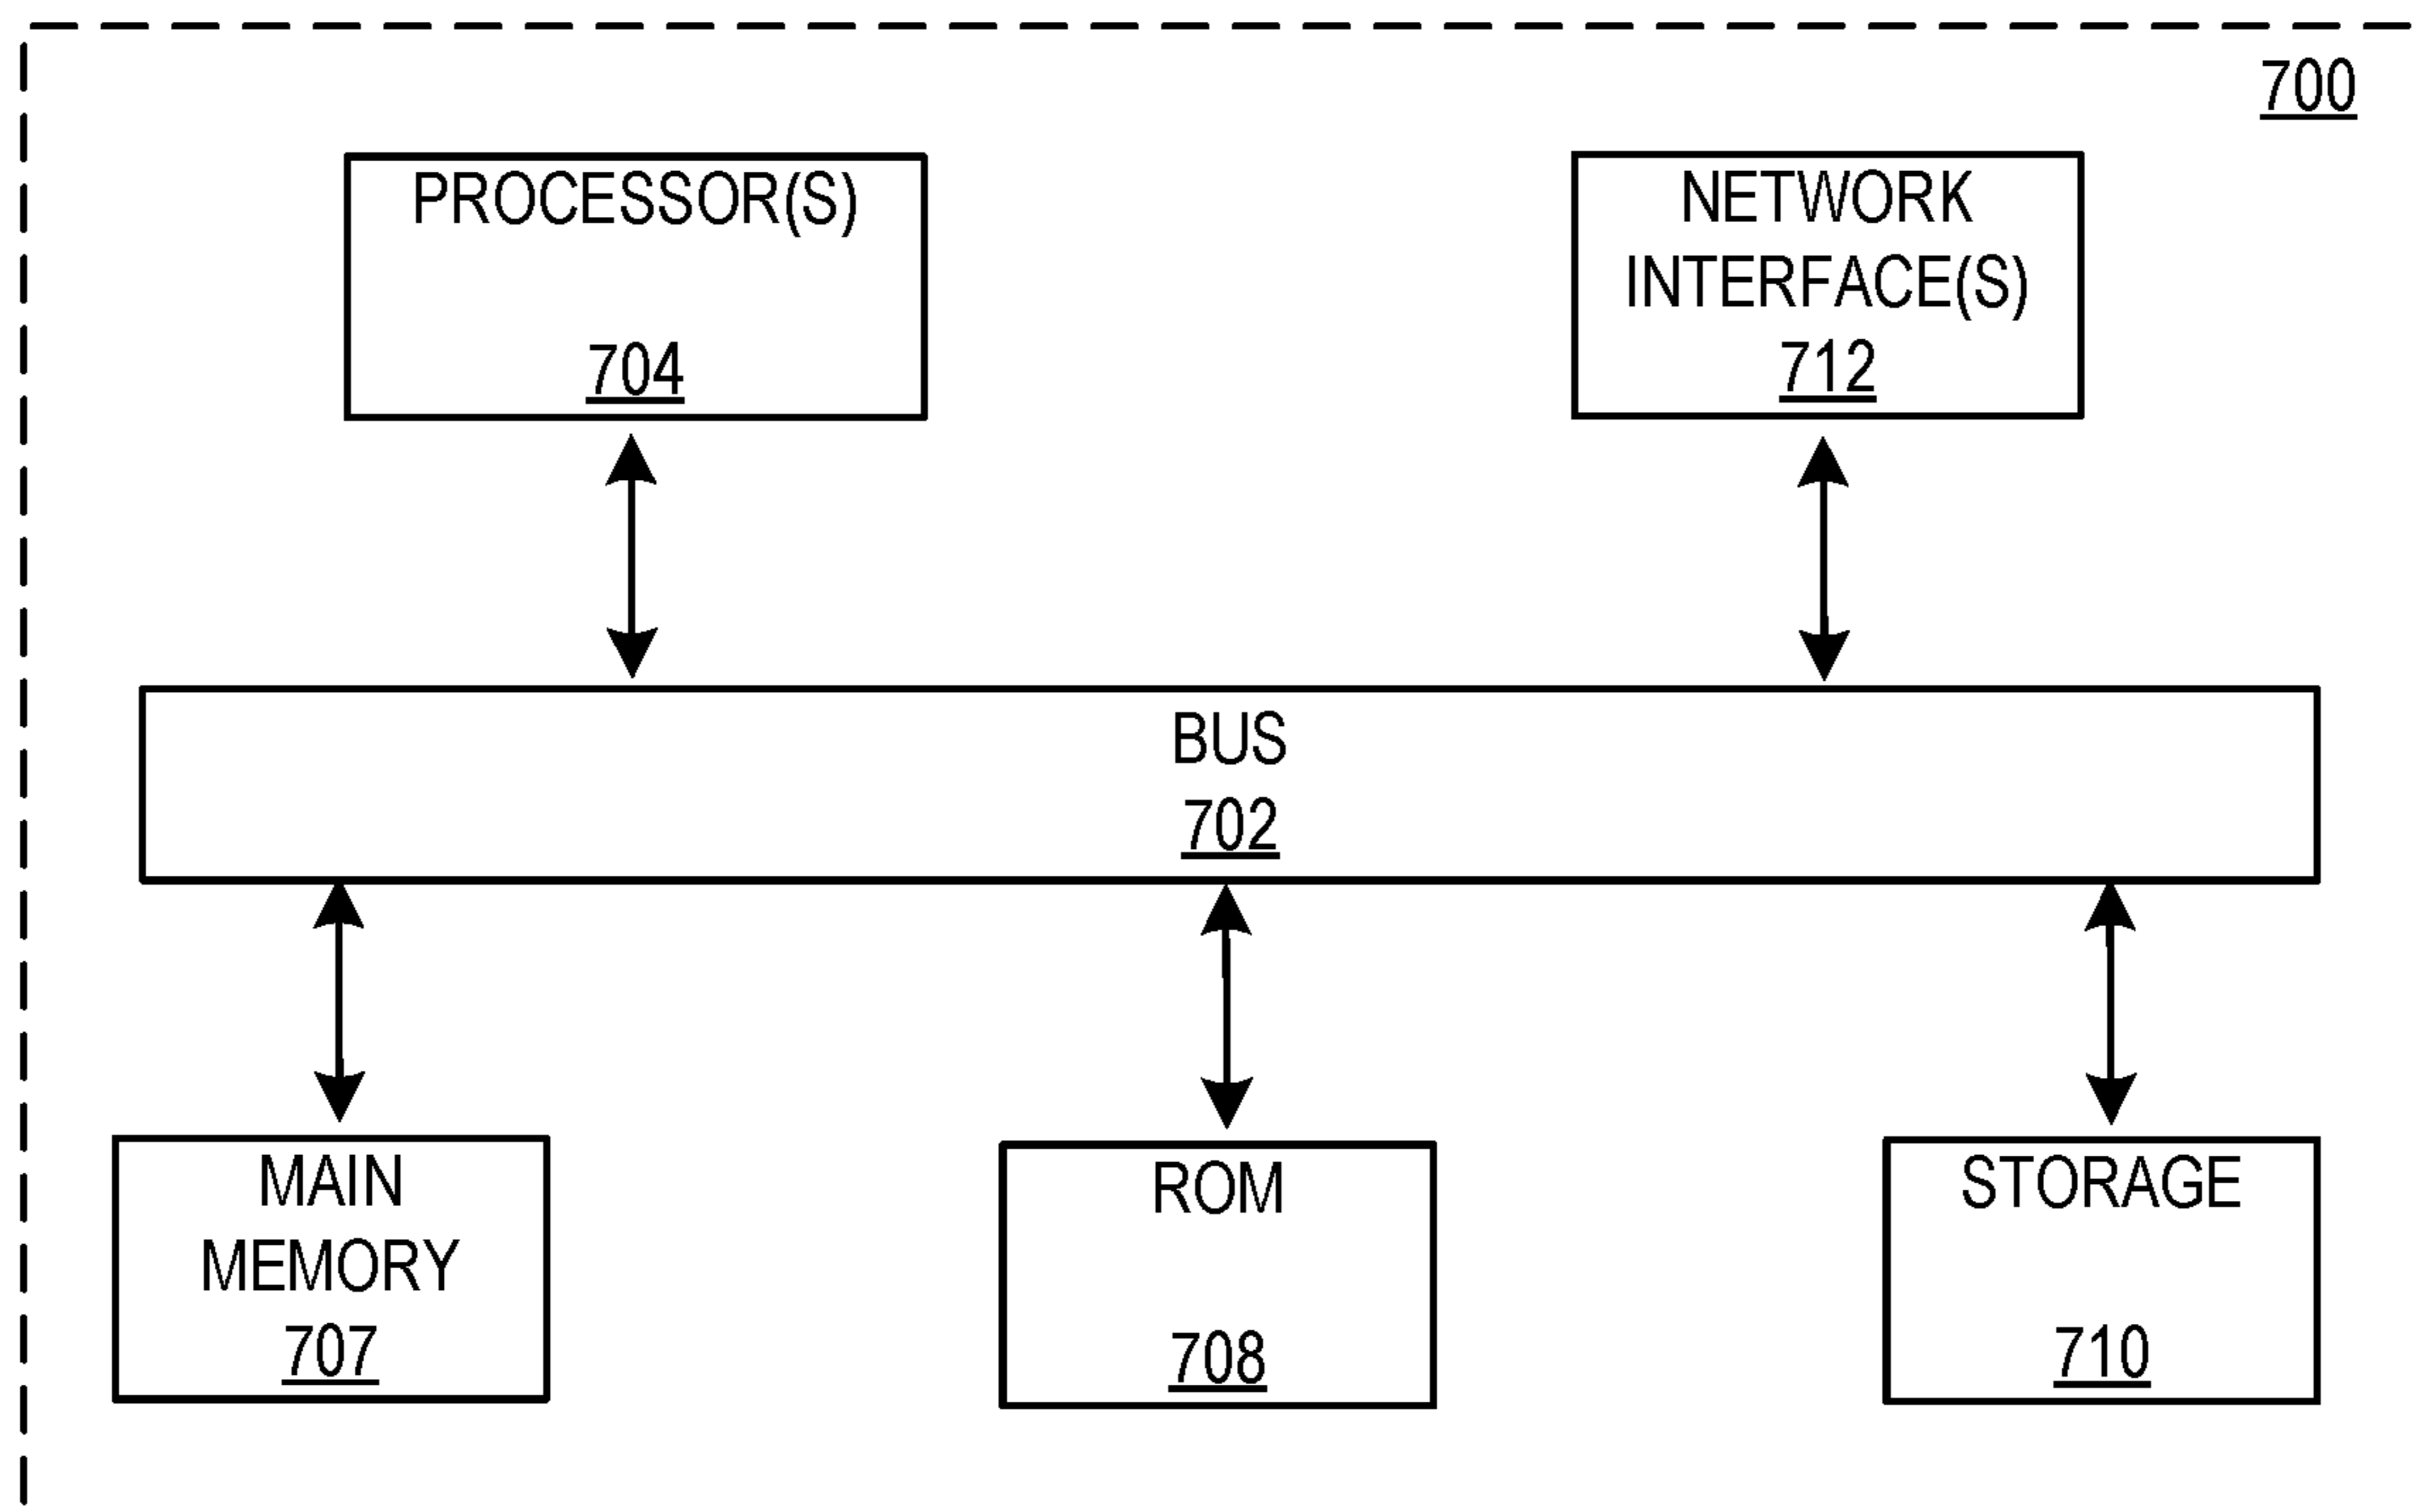 700
PROCESSOR(S)
704
NETWORK
INTERFACE(S)
712
BUS
702
MAIN
MEMORY
707
ROM
708
STORAGE
710